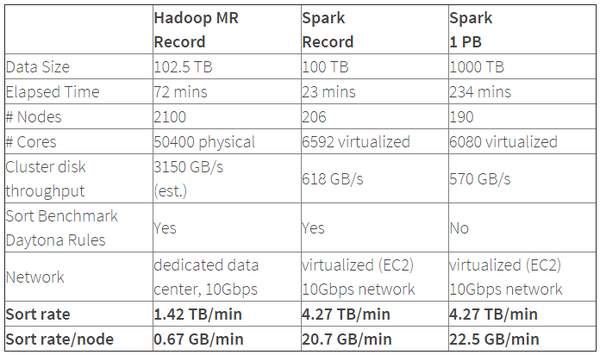 Hadoop MR Record Spark Record Spark 1 PB
Data Size 102.5 TB 100 TB 1000 TB
Elapsed Time 72 mins 23 mins 234 mins
# Nodes 2100 206 190
# Cores 50400 physical 6592 virtualized 6080 virtualized
Cluster disk throughput 3150 GB/s (est.) 618 GB/s 570 GB/s
Sort Benchmark Daytona Rules Yes Yes No
Network dedicated data center, 10Gbps virtualized (EC2) 10Gbps network virtualized (EC2) 10Gbps network
Sort rate 1.42 TB/min 4.27 TB/min 4.27 TB/min
Sort rate/node 0.67 GB/min 20.7 GB/min 22.5 GB/min